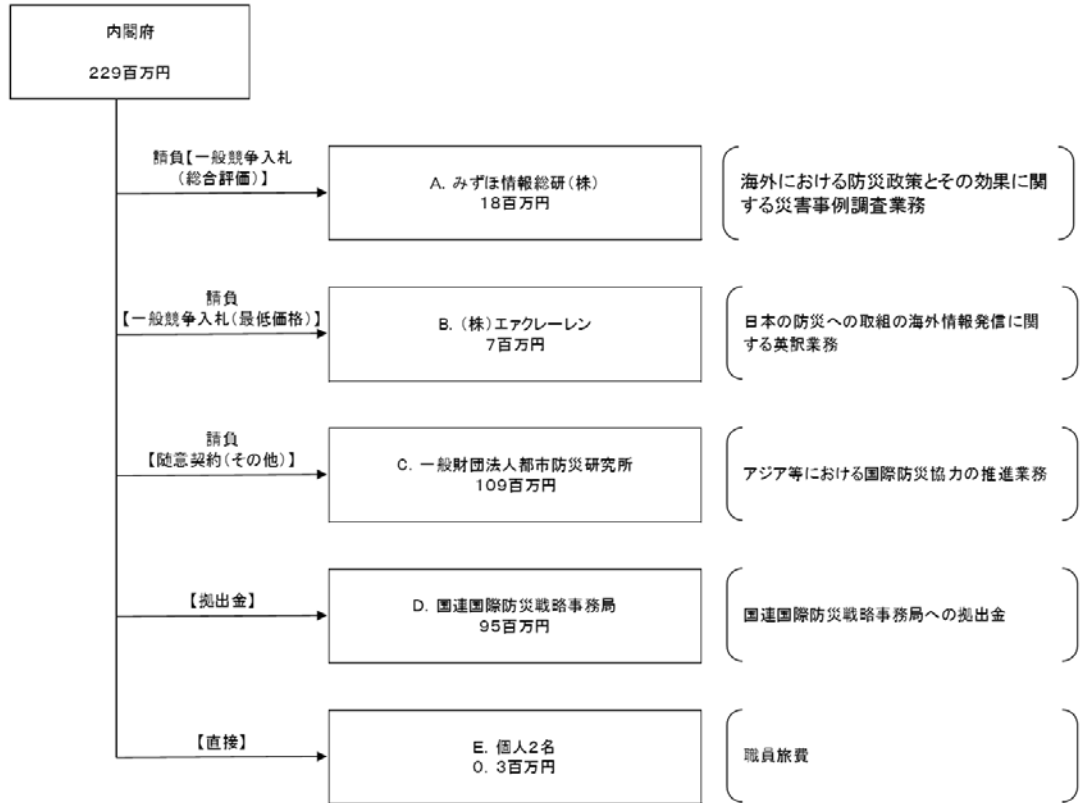 内閣府
229百万円
請負【一般競争入札
（総合評価）】
A. みずほ情報総研（株）
18百万円
海外における防災政策とその効果に関
する災害事例調査業務
請負
【一般競争入札（最低価格）】
B. （株）エァクレーレン
7百万円
日本の防災への取組の海外情報発信に関
する英訳業務
請負
【随意契約（その他）】
C. 一般財団法人都市防災研究所
109百万円
アジア等における国際防災協力の推進業務
【拠出金】
D. 国連国際防災戦略事務局
95百万円
国連国際防災戦略事務局への拠出金
【直接】
E. 個人2名
0. 3百万円
職員旅費